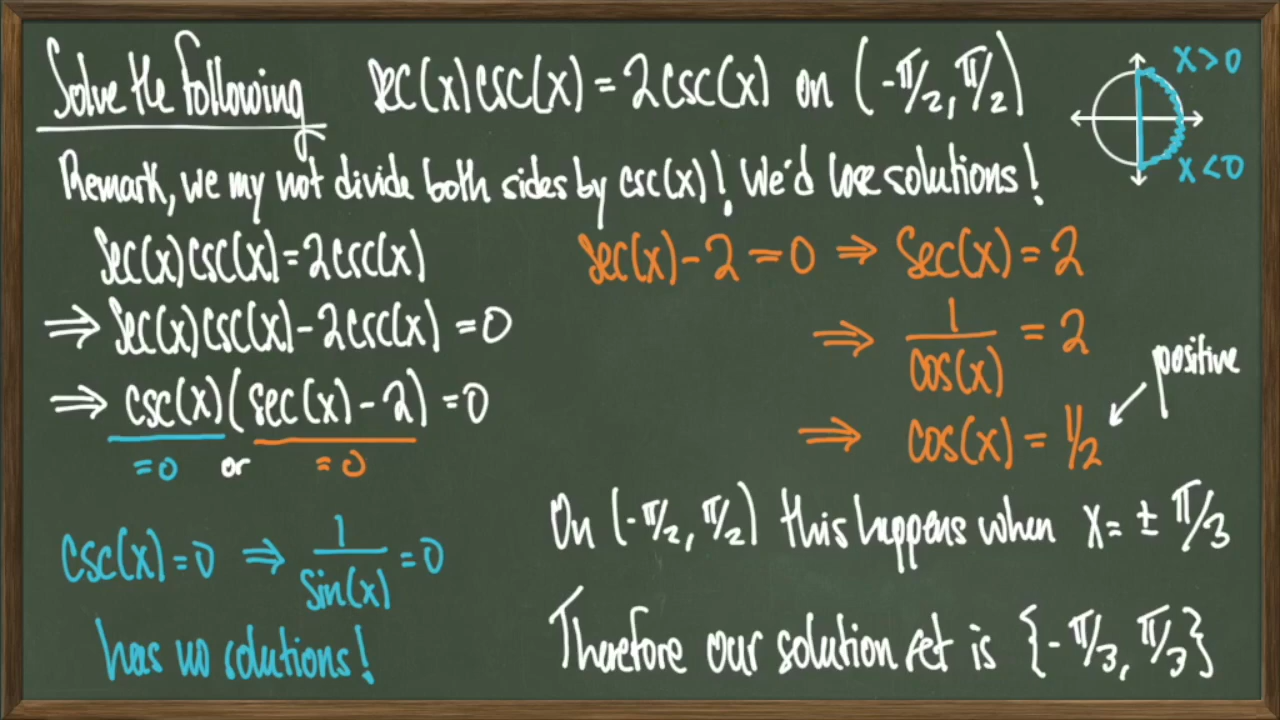 Solve the following sec(x)csc(x) = 2csc(x) on (-π/2, π/2)
x > 0
x < 0
Remark, we my not divide both sides by csc(x)! We'd lose solutions!
sec(x)csc(x) = 2csc(x)
⇒ sec(x)csc(x) - 2csc(x) = 0
⇒ csc(x)(sec(x) - 2) = 0
= 0 or = 0
csc(x) = 0 ⇒ 1/sin(x) = 0
has no solutions!
sec(x) - 2 = 0 ⇒ sec(x) = 2
⇒ 1/cos(x) = 2
⇒ cos(x) = 1/2
positive
On (-π/2, π/2) this happens when x = ± π/3
Therefore our solution set is {-π/3, π/3}